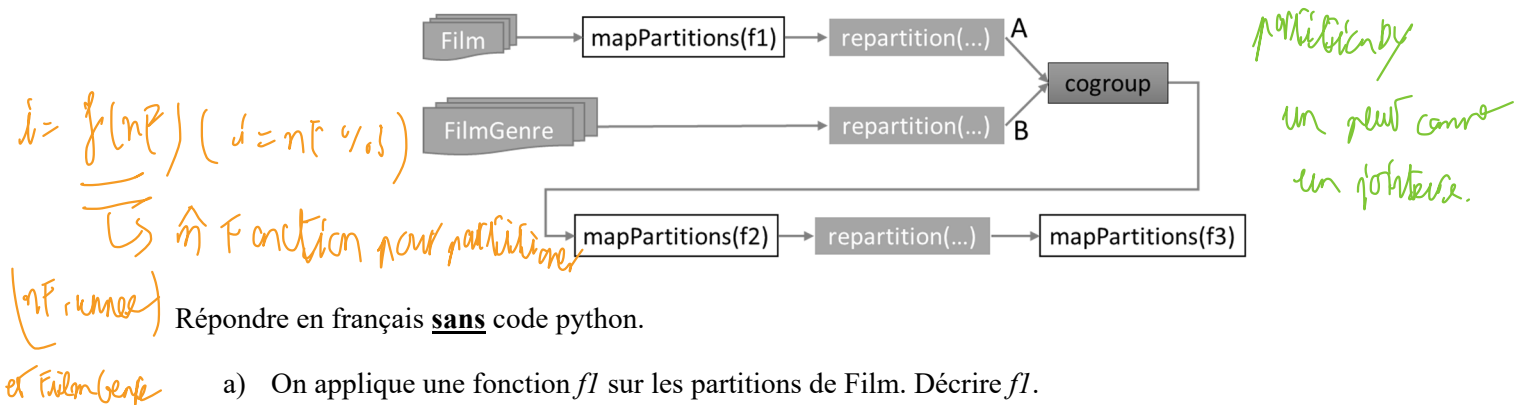 Film
mapPartitions(f1)
repartition(...)
A
cogroup
FilmGenre
repartition(...)
B
mapPartitions(f2)
repartition(...)
mapPartitions(f3)
partitionby
un peut comme
un jointure.
i = f(nF) (i = nF % 3)
↳ m̂ Fonction pour partitioner
(nF, annee)
et FilmGenre
Répondre en français sans code python.
a) On applique une fonction f1 sur les partitions de Film. Décrire f1.